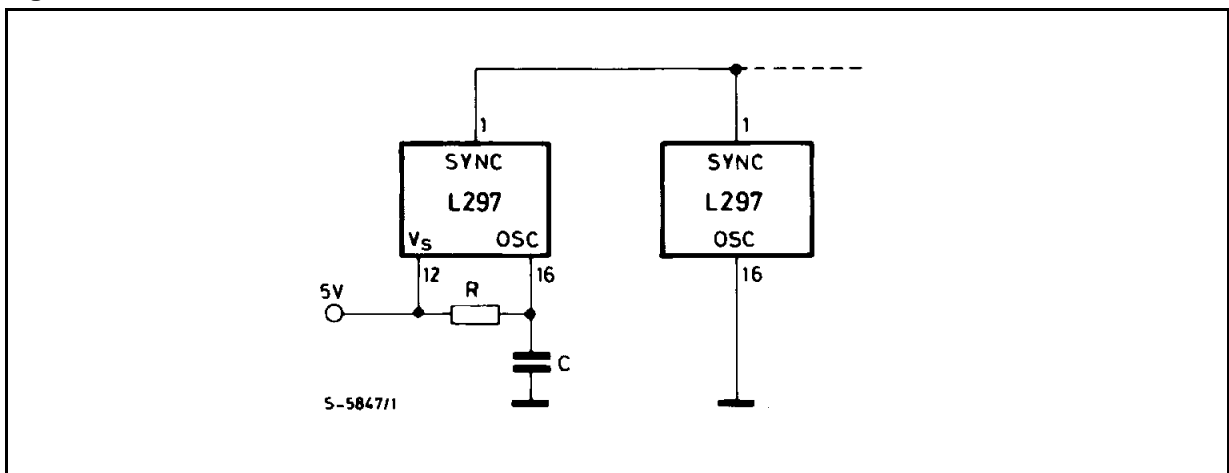 1 1
SYNC SYNC
L297 L297
VS OSC OSC
12 16 16
5V R
C
S-5847/1